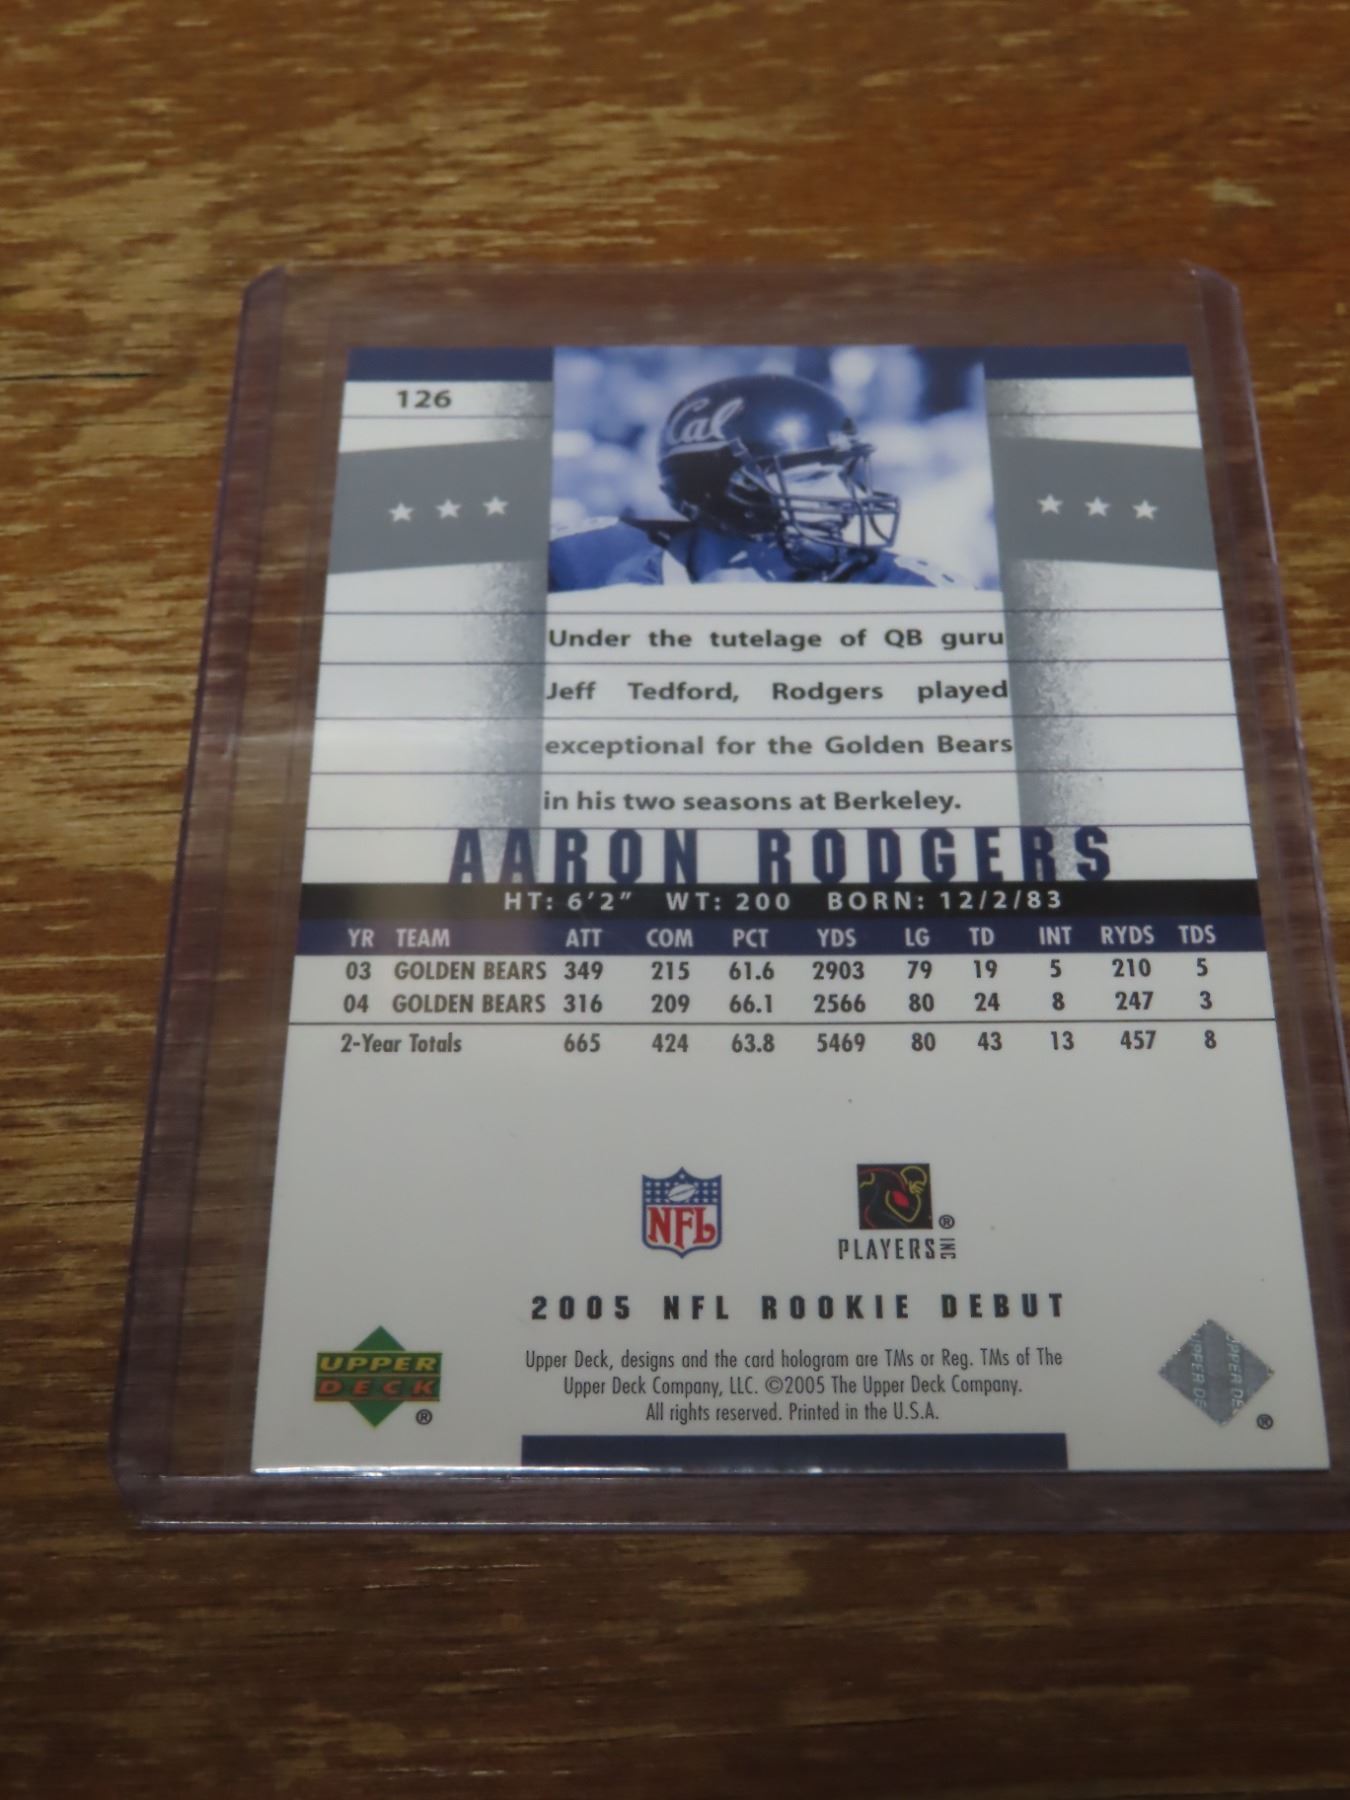 126
Cal
Under the tutelage of QB guru
Jeff Tedford, Rodgers played
exceptional for the Golden Bears
in his two seasons at Berkeley.
AARON RODGERS
HT: 6'2" WT: 200 BORN: 12/2/83
YR TEAM ATT COM PCT YDS LG TD INT RYDS TDS
03 GOLDEN BEARS 349 215 61.6 2903 79 19 5 210 5
04 GOLDEN BEARS 316 209 66.1 2566 80 24 8 247 3
2-Year Totals 665 424 63.8 5469 80 43 13 457 8
NFL
PLAYERS INC ®
2005 NFL ROOKIE DEBUT
UPPER
DECK ®
Upper Deck, designs and the card hologram are TMs or Reg. TMs of The
Upper Deck Company, LLC. ©2005 The Upper Deck Company.
All rights reserved. Printed in the U.S.A.
®